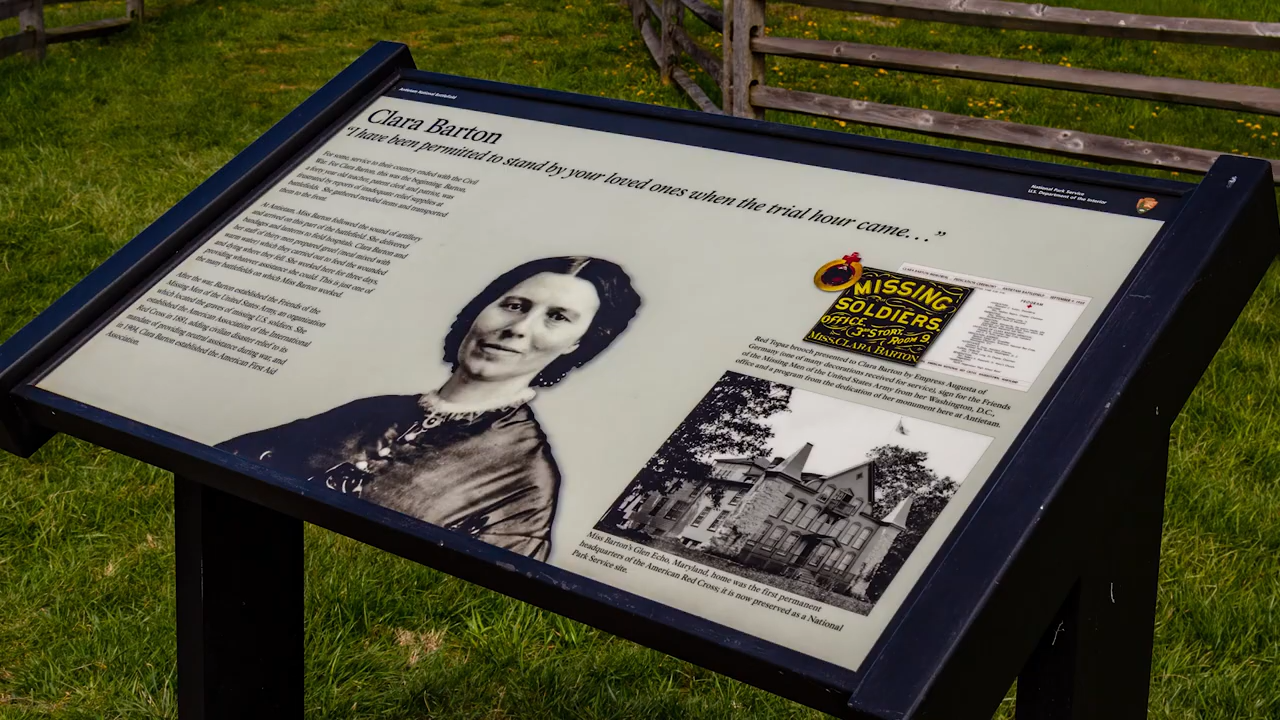 Antietam National Battlefield
National Park Service
U.S. Department of the Interior
Clara Barton
"I have been permitted to stand by your loved ones when the trial hour came..."
For some, service to their country ended with the Civil
War. For Clara Barton, this was the beginning. Barton,
a forty year old teacher, patent clerk and patriot, was
frustrated by reports of inadequate relief supplies at
battlefields. She gathered needed items and transported
them to the front.
At Antietam, Miss Barton followed the sound of artillery
and arrived on this part of the battlefield. She delivered
bandages and lanterns to field hospitals. Clara Barton and
her staff of thirty men prepared gruel (meal mixed with
warm water) which they carried out to feed the wounded
and dying where they fell. She worked here for three days,
providing whatever assistance she could. This is just one of
the many battlefields on which Miss Barton worked.
After the war, Barton established the Friends of the
Missing Men of the United States Army, an organization
which located the graves of missing U.S. soldiers. She
established the American Association of the International
Red Cross in 1881, adding civilian disaster relief to its
mandate of providing neutral assistance during war, and
in 1904, Clara Barton established the American First Aid
Association.
MISSING
SOLDIERS
OFFICE
3RD STORY
ROOM 9
MISS CLARA BARTON
Red Topaz brooch presented to Clara Barton by Empress Augusta of
Germany (one of many decorations received for service), sign for the Friends
of the Missing Men of the United States Army from her Washington, D.C.,
office and a program from the dedication of her monument here at Antietam.
Miss Barton's Glen Echo, Maryland, home was the first permanent
headquarters of the American Red Cross; it is now preserved as a National
Park Service site.